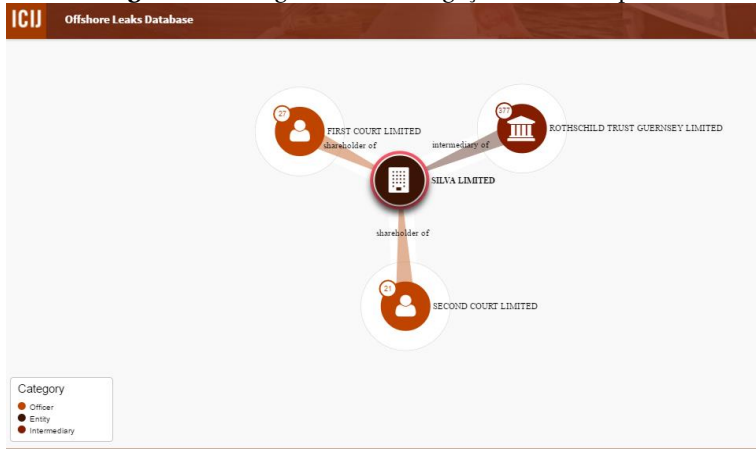 ICIJ Offshore Leaks Database
27
FIRST COURT LIMITED
shareholder of
377
ROTHSCHILD TRUST GUERNSEY LIMITED
intermediary of
SILVA LIMITED
shareholder of
21
SECOND COURT LIMITED
Category
Officer
Entity
Intermediary